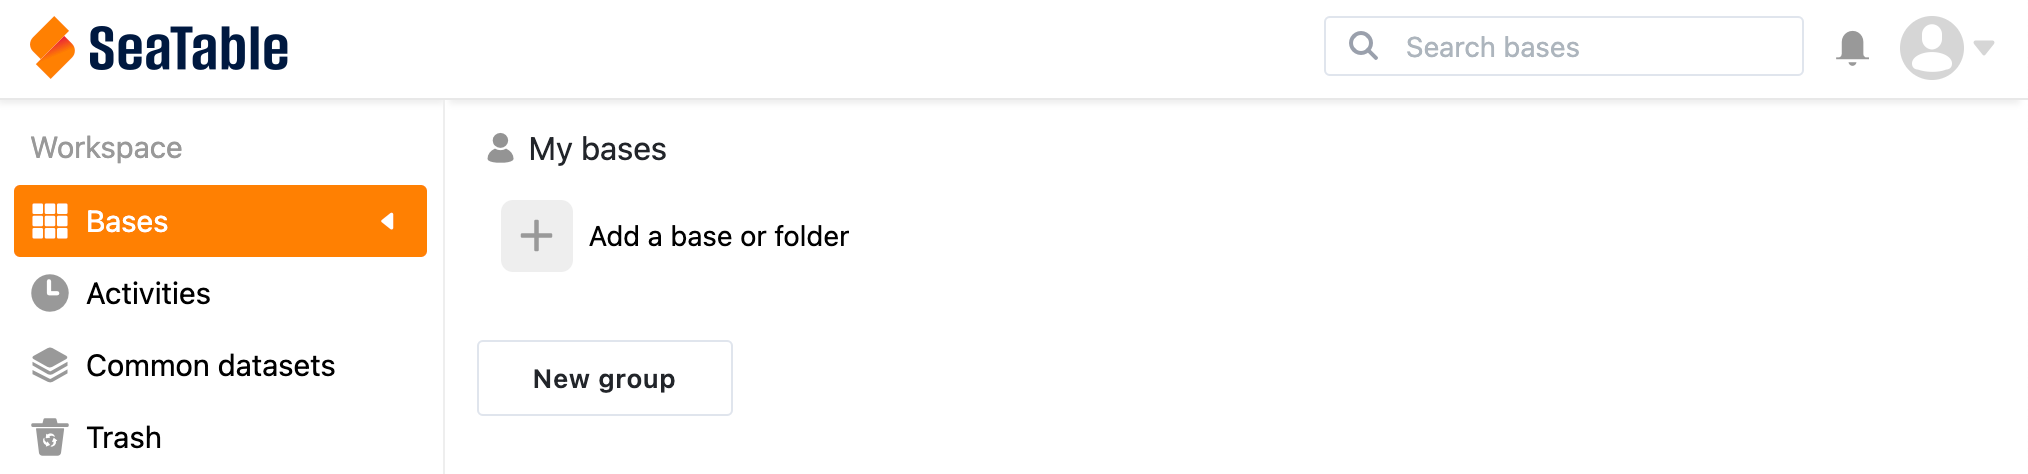 SeaTable
Search bases
Workspace
Bases
Activities
Common datasets
Trash
My bases
Add a base or folder
New group